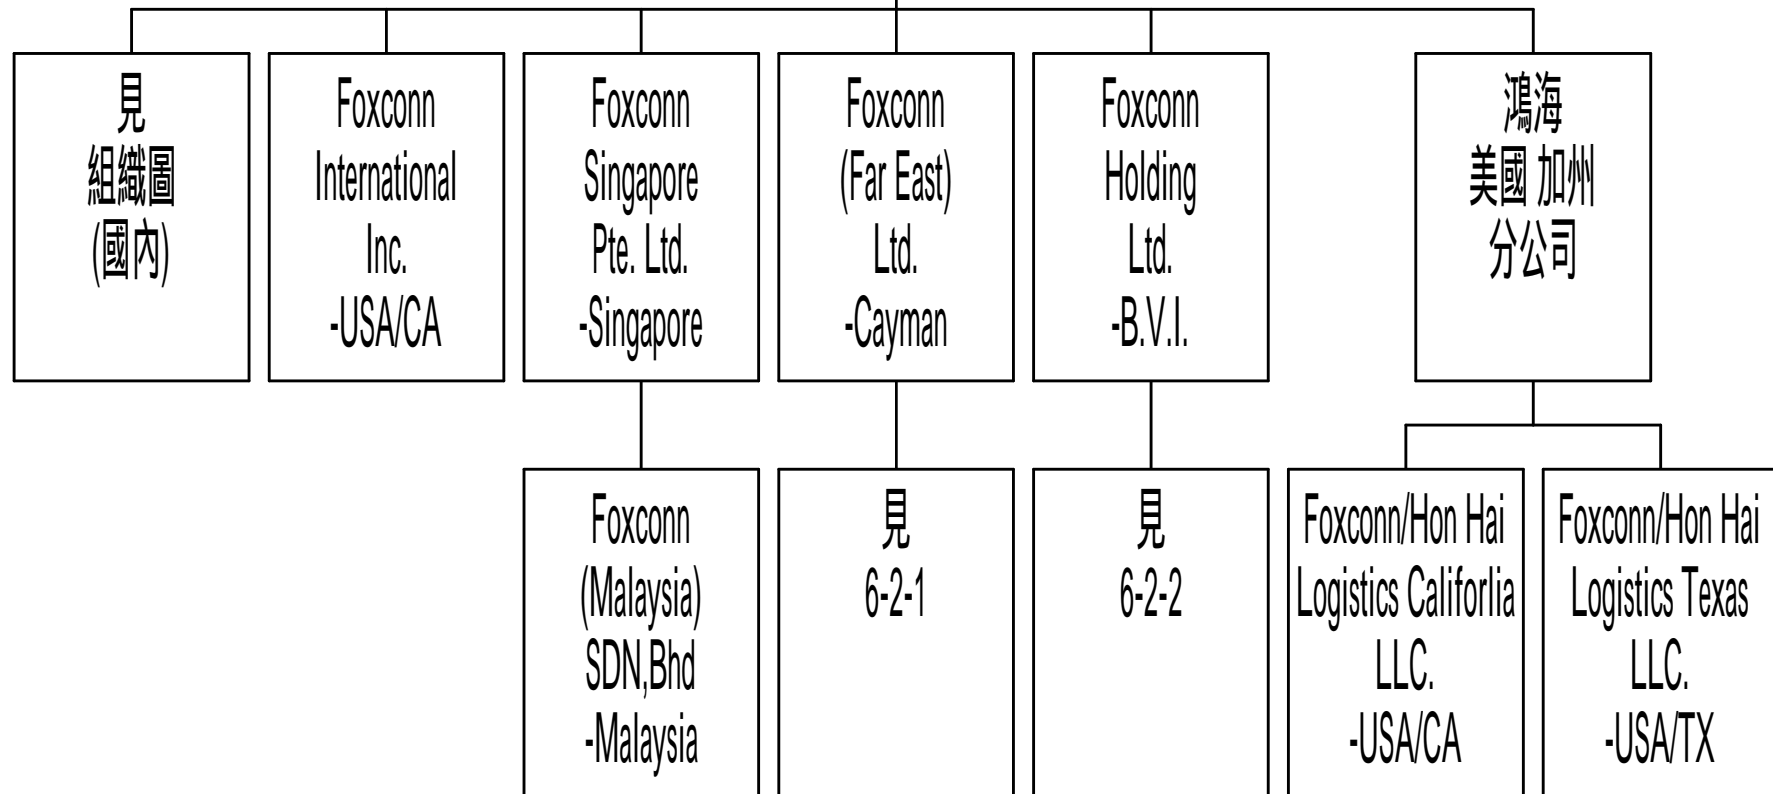 見
組織圖
(國內)
Foxconn
International
Inc.
-USA/CA
Foxconn
Singapore
Pte. Ltd.
-Singapore
Foxconn
(Far East)
Ltd.
-Cayman
Foxconn
Holding
Ltd.
-B.V.I.
鴻海
美國 加州
分公司
Foxconn
(Malaysia)
SDN,Bhd
-Malaysia
見
6-2-1
見
6-2-2
Foxconn/Hon Hai
Logistics Califorlia
LLC.
-USA/CA
Foxconn/Hon Hai
Logistics Texas
LLC.
-USA/TX